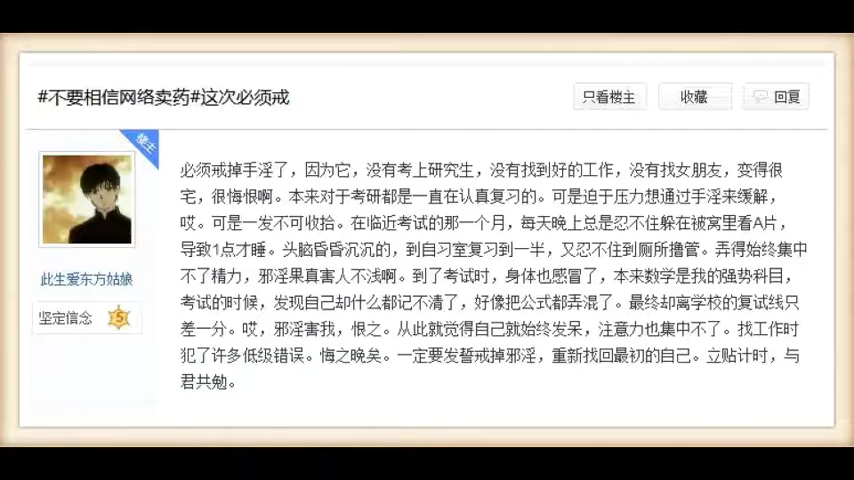 #不要相信网络卖药#这次必须戒
只看楼主
收藏
回复
楼主
此生爱东方姑娘
坚定信念 5
必须戒掉手淫了，因为它，没有考上研究生，没有找到好的工作，没有找女朋友，变得很
宅，很悔恨啊。本来对于考研都是一直在认真复习的。可是迫于压力想通过手淫来缓解，
哎。可是一发不可收拾。在临近考试的那一个月，每天晚上总是忍不住躲在被窝里看A片，
导致1点才睡。头脑昏昏沉沉的，到自习室复习到一半，又忍不住到厕所撸管。弄得始终集中
不了精力，邪淫果真害人不浅啊。到了考试时，身体也感冒了，本来数学是我的强势科目，
考试的时候，发现自己却什么都记不清了，好像把公式都弄混了。最终却离学校的复试线只
差一分。哎，邪淫害我，恨之。从此就觉得自己就始终发呆，注意力也集中不了。找工作时
犯了许多低级错误。悔之晚矣。一定要发誓戒掉邪淫，重新找回最初的自己。立贴计时，与
君共勉。